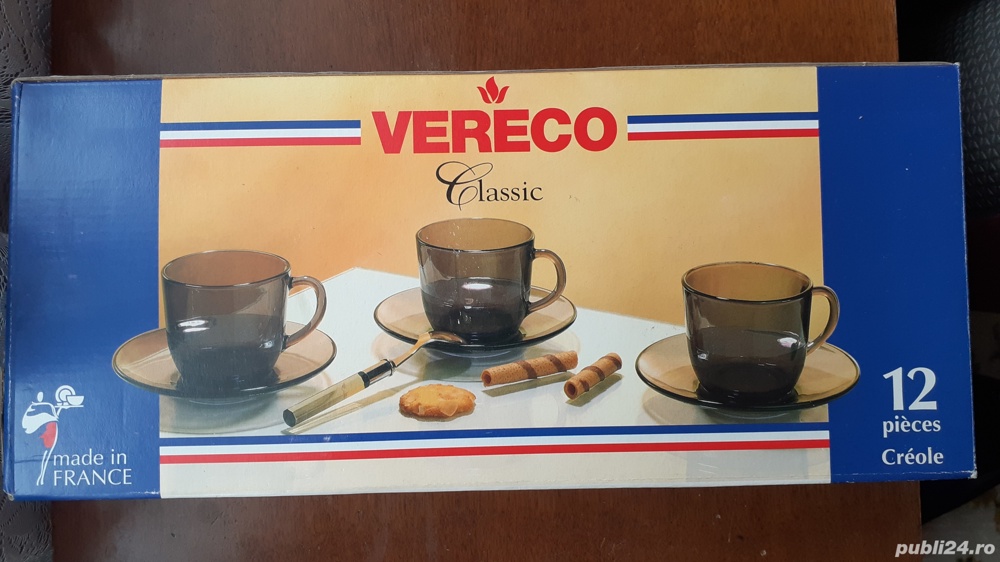 VERECO
Classic
12
pièces
Créole
made in
FRANCE
publi24.ro